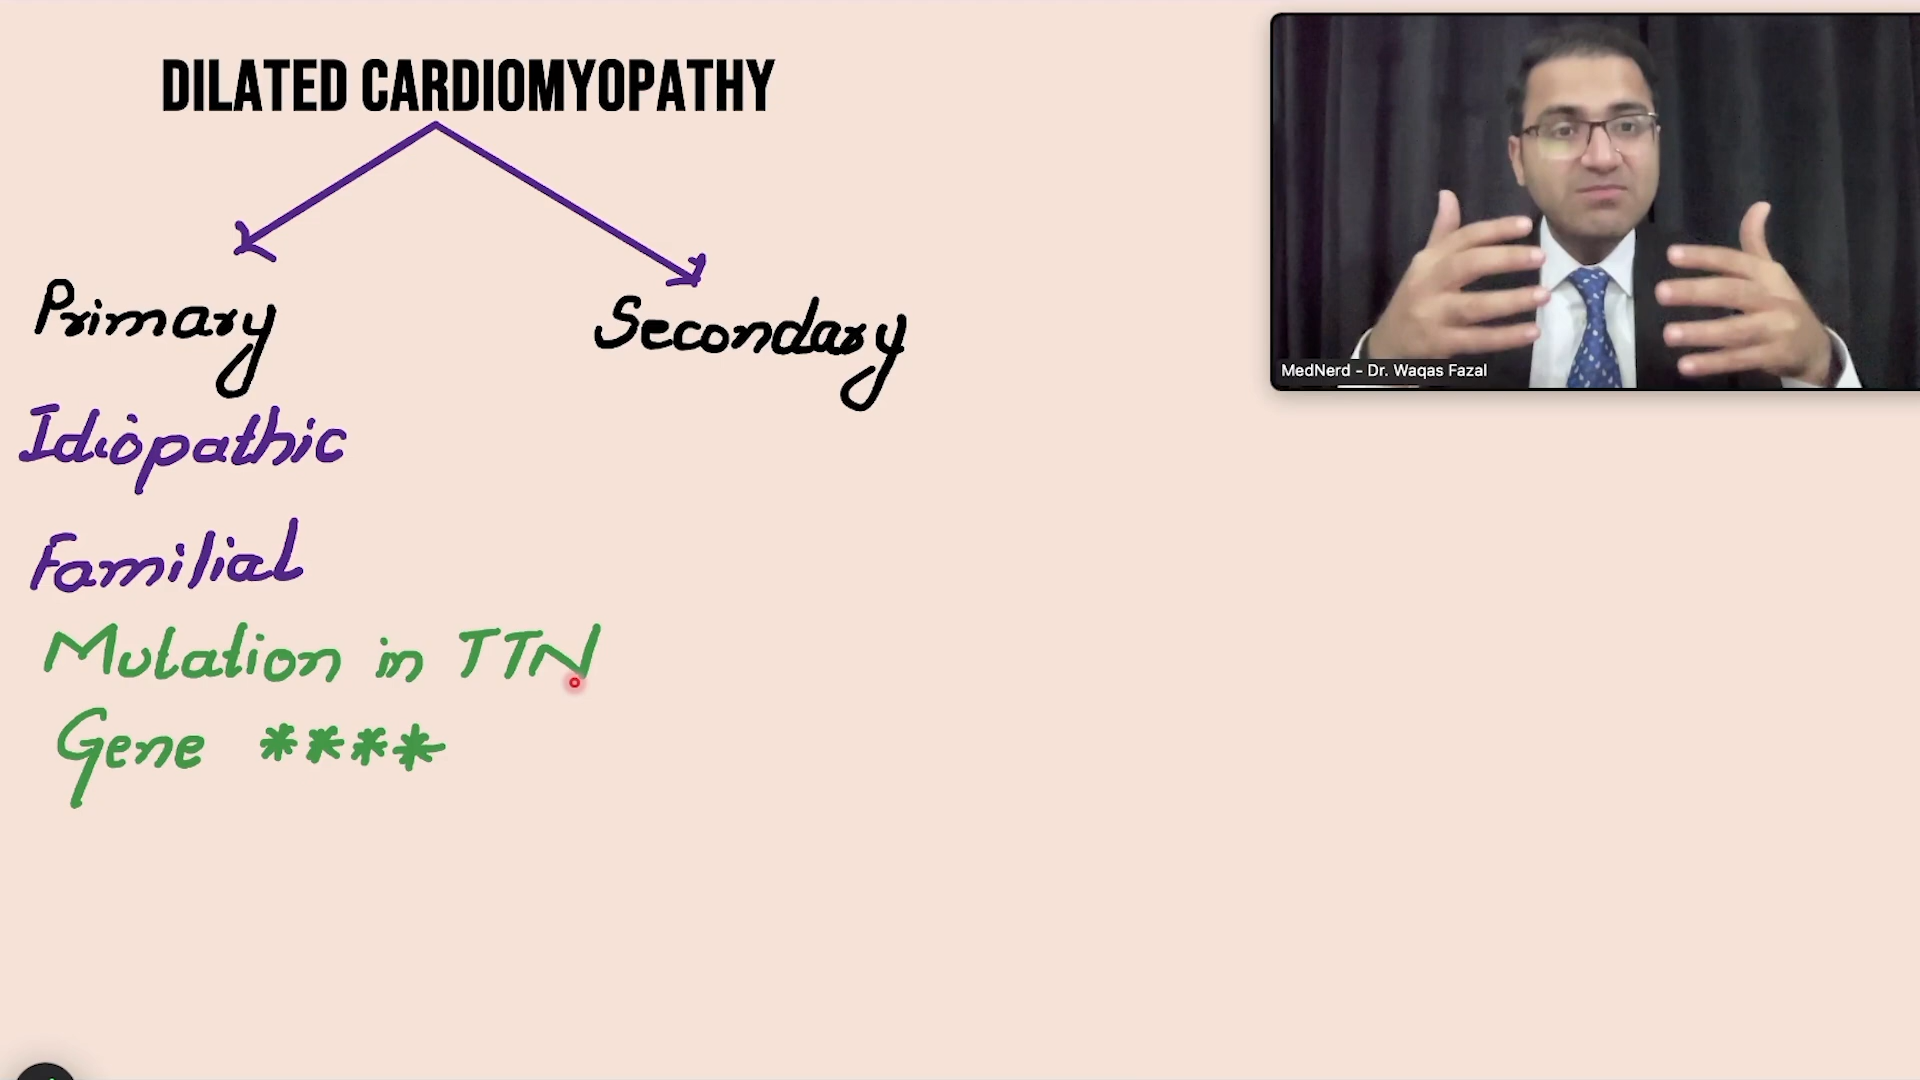 DILATED CARDIOMYOPATHY
Primary
Secondary
Idiopathic
Familial
Mutation in TTN
Gene ****
MedNerd - Dr. Waqas Fazal